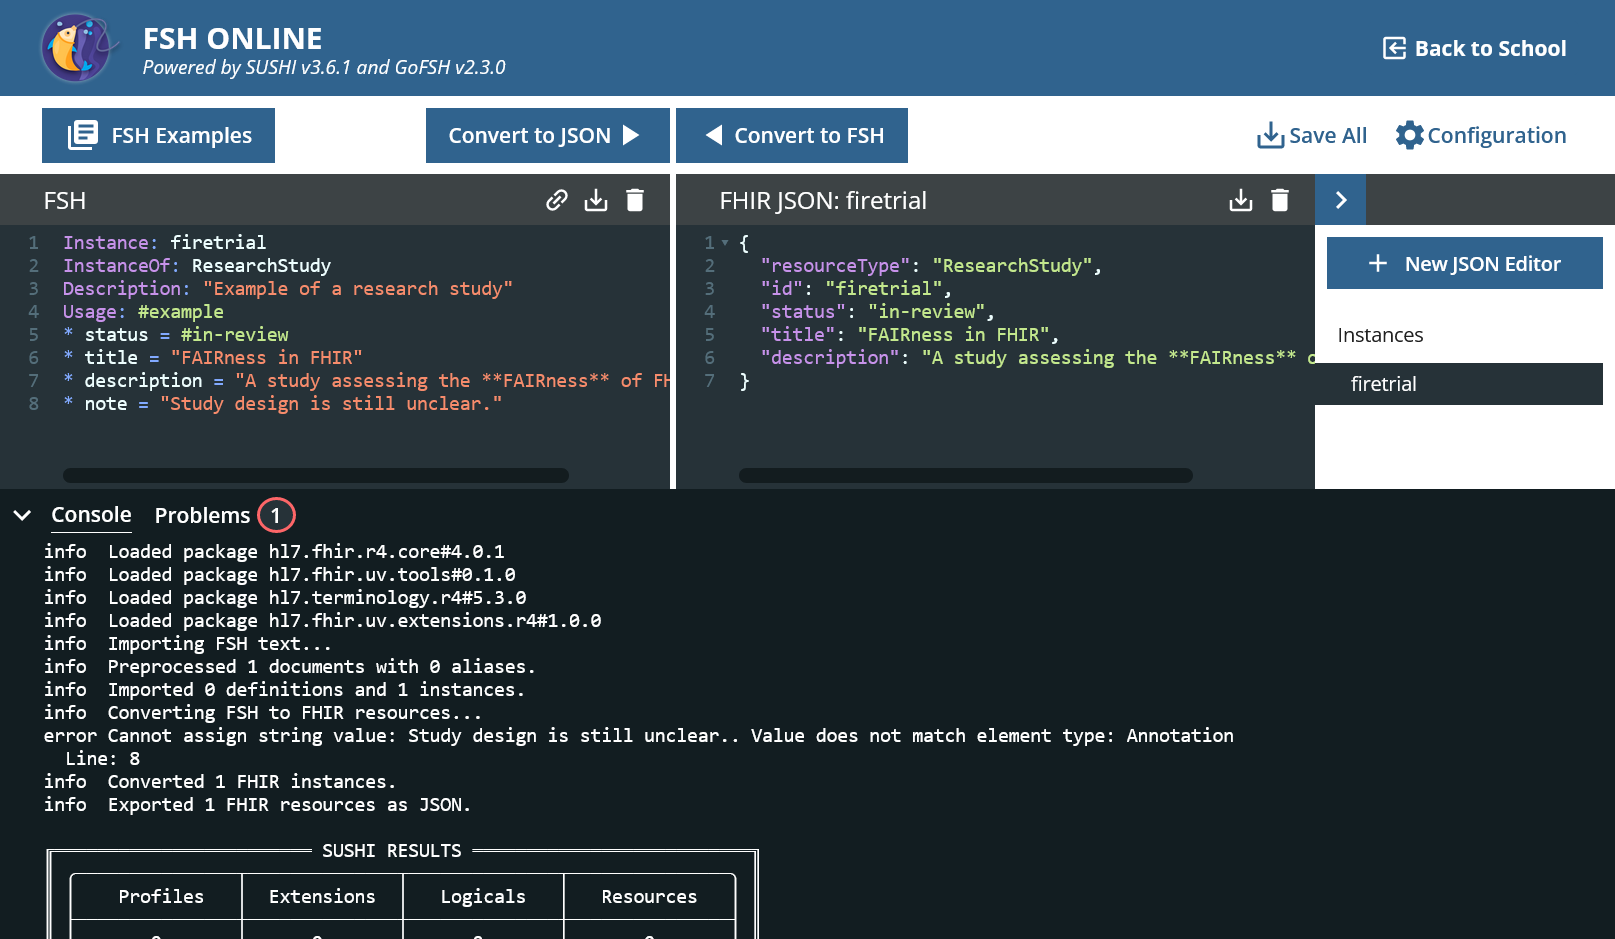 FSH ONLINE
Powered by SUSHI v3.6.1 and GoFSH v2.3.0
Back to School
FSH Examples
Convert to JSON
Convert to FSH
Save All
Configuration
FSH
FHIR JSON: firetrial
1 Instance: firetrial
2 InstanceOf: ResearchStudy
3 Description: "Example of a research study"
4 Usage: #example
5 * status = #in-review
6 * title = "FAIRness in FHIR"
7 * description = "A study assessing the **FAIRness** of FH
8 * note = "Study design is still unclear."
1 {
2 "resourceType": "ResearchStudy",
3 "id": "firetrial",
4 "status": "in-review",
5 "title": "FAIRness in FHIR",
6 "description": "A study assessing the **FAIRness** o
7 }
+ New JSON Editor
Instances
firetrial
Console Problems 1
info Loaded package hl7.fhir.r4.core#4.0.1
info Loaded package hl7.fhir.uv.tools#0.1.0
info Loaded package hl7.terminology.r4#5.3.0
info Loaded package hl7.fhir.uv.extensions.r4#1.0.0
info Importing FSH text...
info Preprocessed 1 documents with 0 aliases.
info Imported 0 definitions and 1 instances.
info Converting FSH to FHIR resources...
error Cannot assign string value: Study design is still unclear.. Value does not match element type: Annotation
Line: 8
info Converted 1 FHIR instances.
info Exported 1 FHIR resources as JSON.
SUSHI RESULTS
Profiles Extensions Logicals Resources